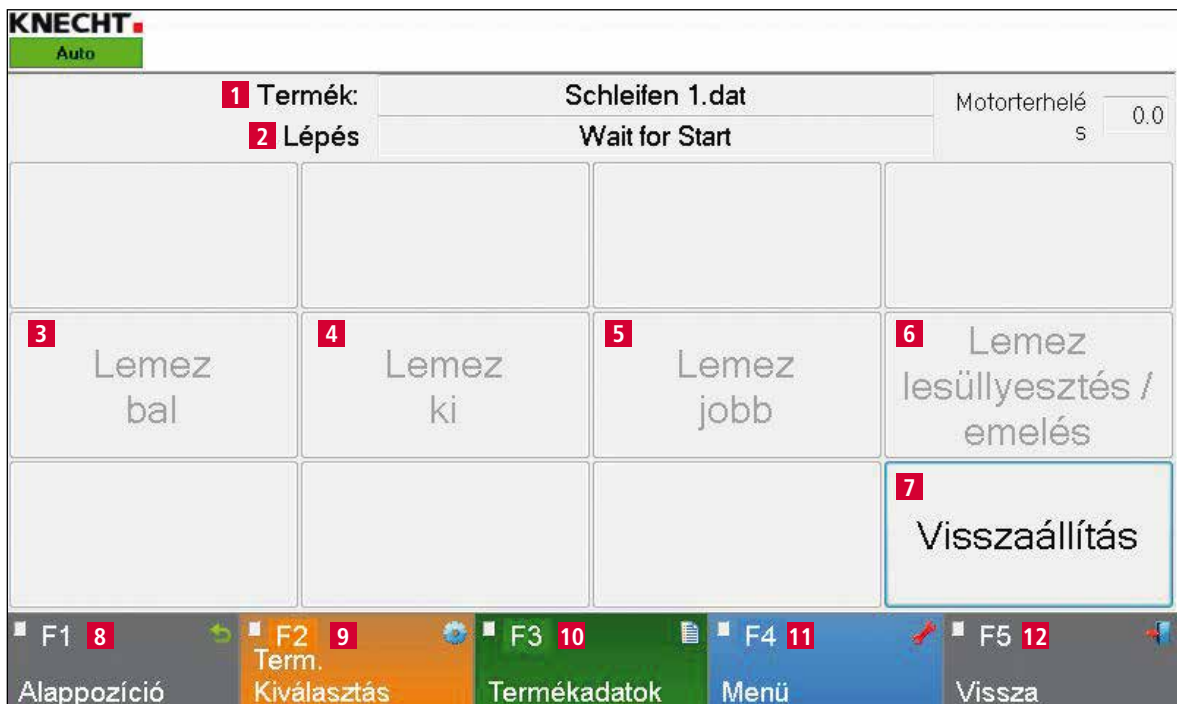 KNECHT
Auto
1 Termék: Schleifen 1.dat
Motorterhelé
s
0.0
2 Lépés Wait for Start
3 Lemez
bal
4 Lemez
ki
5 Lemez
jobb
6 Lemez
lesüllyesztés /
emelés
7
Visszaállítás
F1 8
Alappozíció
F2 9
Term.
Kiválasztás
F3 10
Termékadatok
F4 11
Menü
F5 12
Vissza